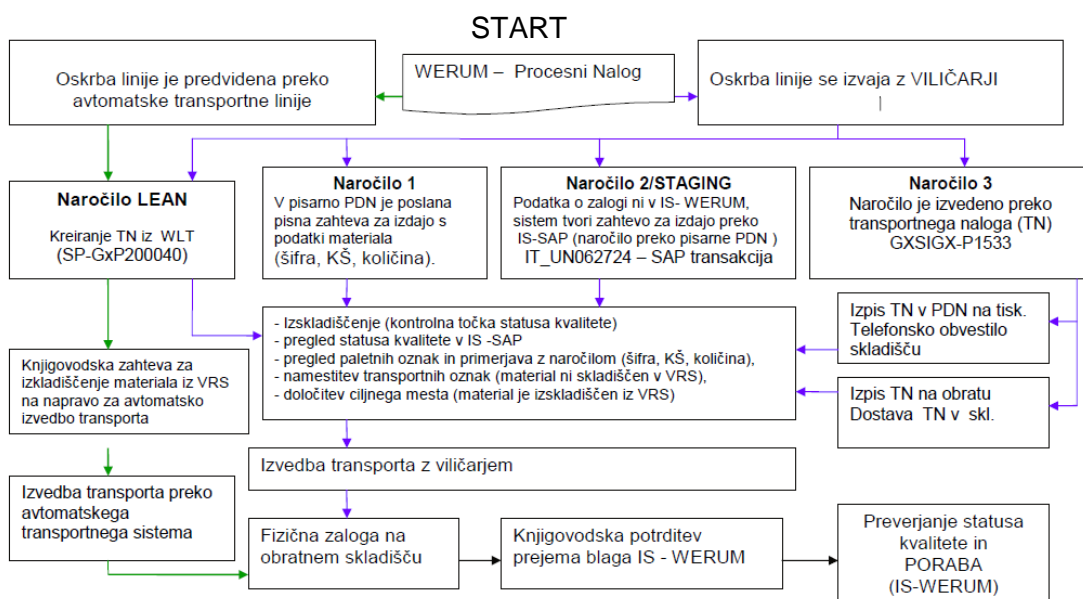 START
Oskrba linije je predvidena preko
avtomatske transportne linije
WERUM – Procesni Nalog
Oskrba linije se izvaja z VILIČARJI
Naročilo LEAN
Kreiranje TN iz WLT
(SP-GxP200040)
Naročilo 1
V pisarno PDN je poslana
pisna zahteva za izdajo s
podatki materiala
(šifra, KŠ, količina).
Naročilo 2/STAGING
Podatka o zalogi ni v IS- WERUM,
sistem tvori zahtevo za izdajo preko
IS-SAP (naročilo preko pisarne PDN )
IT_UN062724 – SAP transakcija
Naročilo 3
Naročilo je izvedeno preko
transportnega naloga (TN)
GXSIGX-P1533
- Izskladiščenje (kontrolna točka statusa kvalitete)
- pregled statusa kvalitete v IS -SAP
- pregled paletnih oznak in primerjava z naročilom (šifra, KŠ, količina),
- namestitev transportnih oznak (material ni skladiščen v VRS),
- določitev ciljnega mesta (material je izskladiščen iz VRS)
Izpis TN v PDN na tisk.
Telefonsko obvestilo
skladišču
Izpis TN na obratu
Dostava TN v skl.
Knjigovodska zahteva za
izkladiščenje materiala iz VRS
na napravo za avtomatsko
izvedbo transporta
Izvedba transporta z viličarjem
Izvedba transporta preko
avtomatskega
transportnega sistema
Fizična zaloga na
obratnem skladišču
Knjigovodska potrditev
prejema blaga IS - WERUM
Preverjanje statusa
kvalitete in
PORABA
(IS-WERUM)